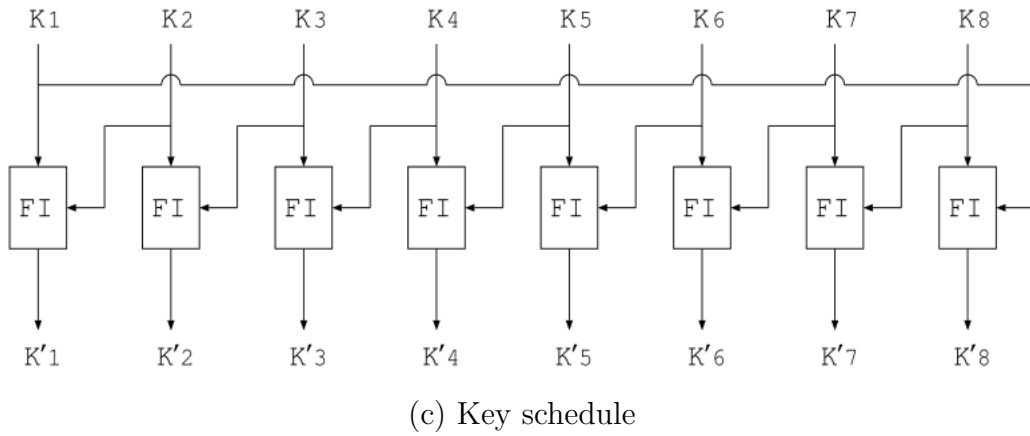 K1 K2 K3 K4 K5 K6 K7 K8
FI FI FI FI FI FI FI FI
K'1 K'2 K'3 K'4 K'5 K'6 K'7 K'8
(c) Key schedule